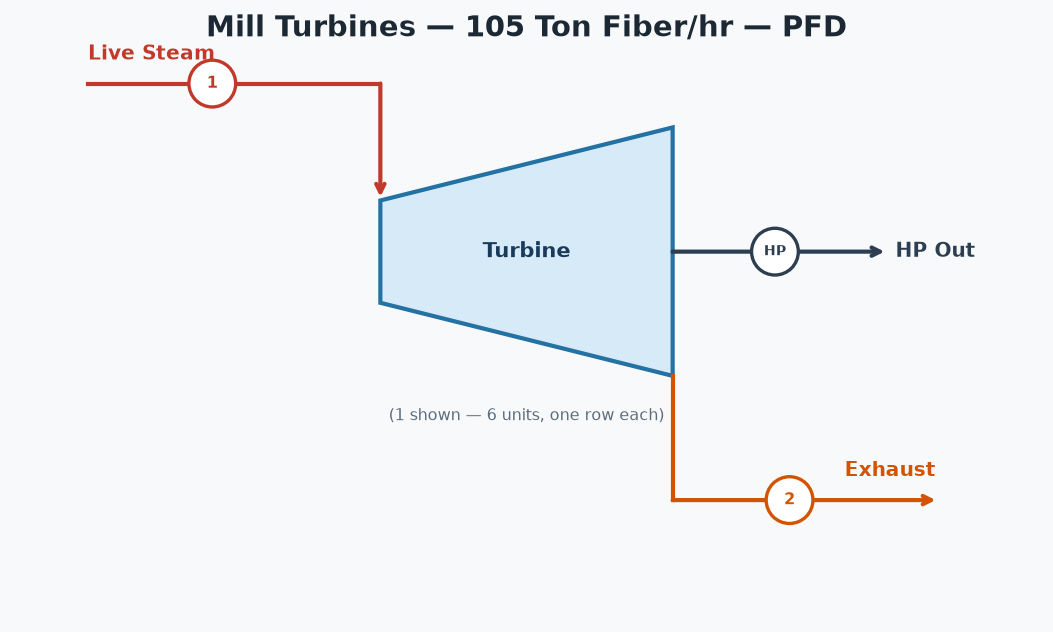 Mill Turbines — 105 Ton Fiber/hr — PFD
Live Steam
1
Turbine
HP
HP Out
(1 shown — 6 units, one row each)
Exhaust
2